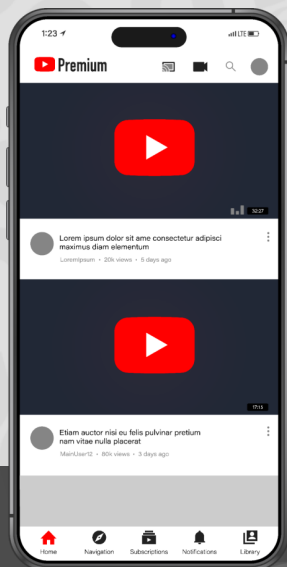 1:23
LTE
Premium
32:27
Lorem ipsum dolor sit ame consectetur adipisci
maximus diam elementum
Loremipsum • 20k views • 5 days ago
17:15
Etiam auctor nisi eu felis pulvinar pretium
nam vitae nulla placerat
MainUser12 • 80k views • 3 days ago
Home Navigation Subscriptions Notifications Library